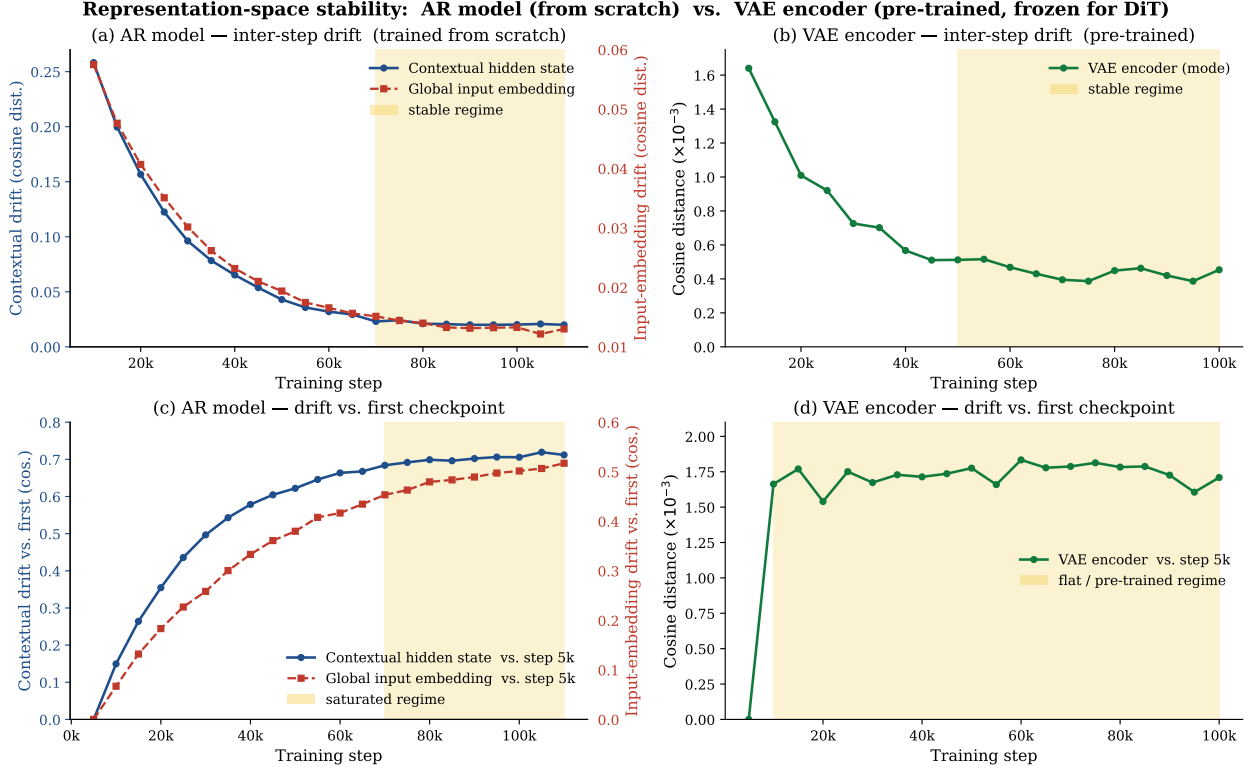 Representation-space stability:  AR model (from scratch)  vs.  VAE encoder (pre-trained, frozen for DiT)
(a) AR model — inter-step drift  (trained from scratch)
Contextual drift (cosine dist.)
0.25
0.20
0.15
0.10
0.05
0.00
Contextual hidden state
Global input embedding
stable regime
0.06
0.05
0.04
0.03
0.02
0.01
Input-embedding drift (cosine dist.)
20k
40k
60k
80k
100k
Training step
(b) VAE encoder — inter-step drift  (pre-trained)
Cosine distance (×10⁻³)
1.6
1.4
1.2
1.0
0.8
0.6
0.4
0.2
0.0
VAE encoder (mode)
stable regime
20k
40k
60k
80k
100k
Training step
(c) AR model — drift vs. first checkpoint
Contextual drift vs. first (cos.)
0.8
0.7
0.6
0.5
0.4
0.3
0.2
0.1
0.0
Contextual hidden state  vs. step 5k
Global input embedding  vs. step 5k
saturated regime
0.6
0.5
0.4
0.3
0.2
0.1
0.0
Input-embedding drift vs. first (cos.)
0k
20k
40k
60k
80k
100k
Training step
(d) VAE encoder — drift vs. first checkpoint
Cosine distance (×10⁻³)
2.00
1.75
1.50
1.25
1.00
0.75
0.50
0.25
0.00
VAE encoder  vs. step 5k
flat / pre-trained regime
20k
40k
60k
80k
100k
Training step